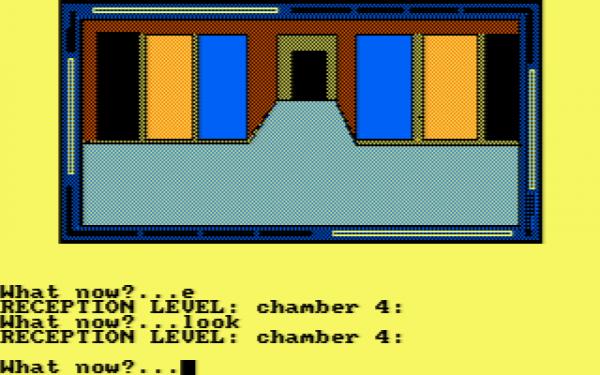 What now?...e
RECEPTION LEVEL: chamber 4:
What now?...look
RECEPTION LEVEL: chamber 4:
What now?...